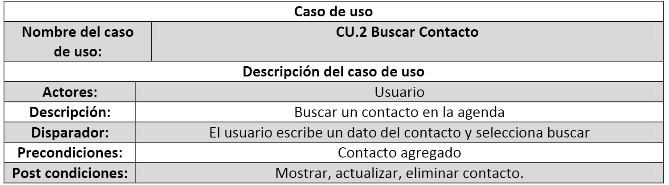 Caso de uso
Nombre del caso CU.2 Buscar Contacto
de uso:
Descripción del caso de uso
Actores: Usuario
Descripción: Buscar un contacto en la agenda
Disparador: El usuario escribe un dato del contacto y selecciona buscar
Precondiciones: Contacto agregado
Post condiciones: Mostrar, actualizar, eliminar contacto.